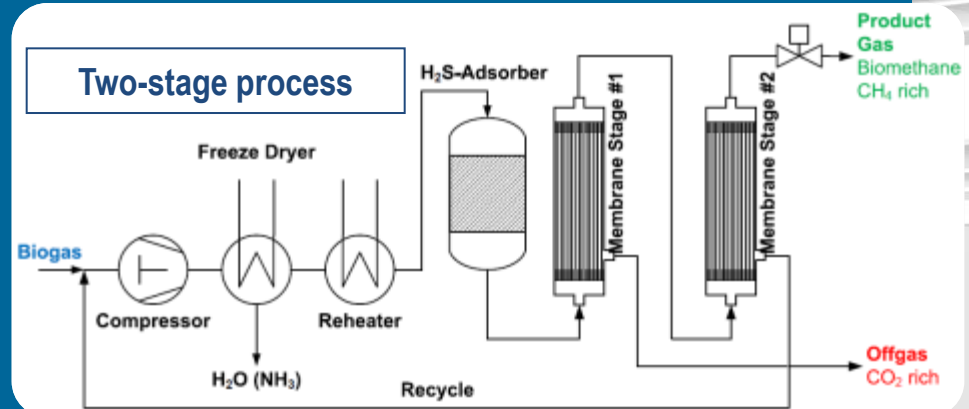 Two-stage process
Product
Gas
Biomethane
CH₄ rich
H₂S-Adsorber
Membrane Stage #1
Membrane Stage #2
Freeze Dryer
Biogas
Compressor
Reheater
H₂O (NH₃)
Recycle
Offgas
CO₂ rich